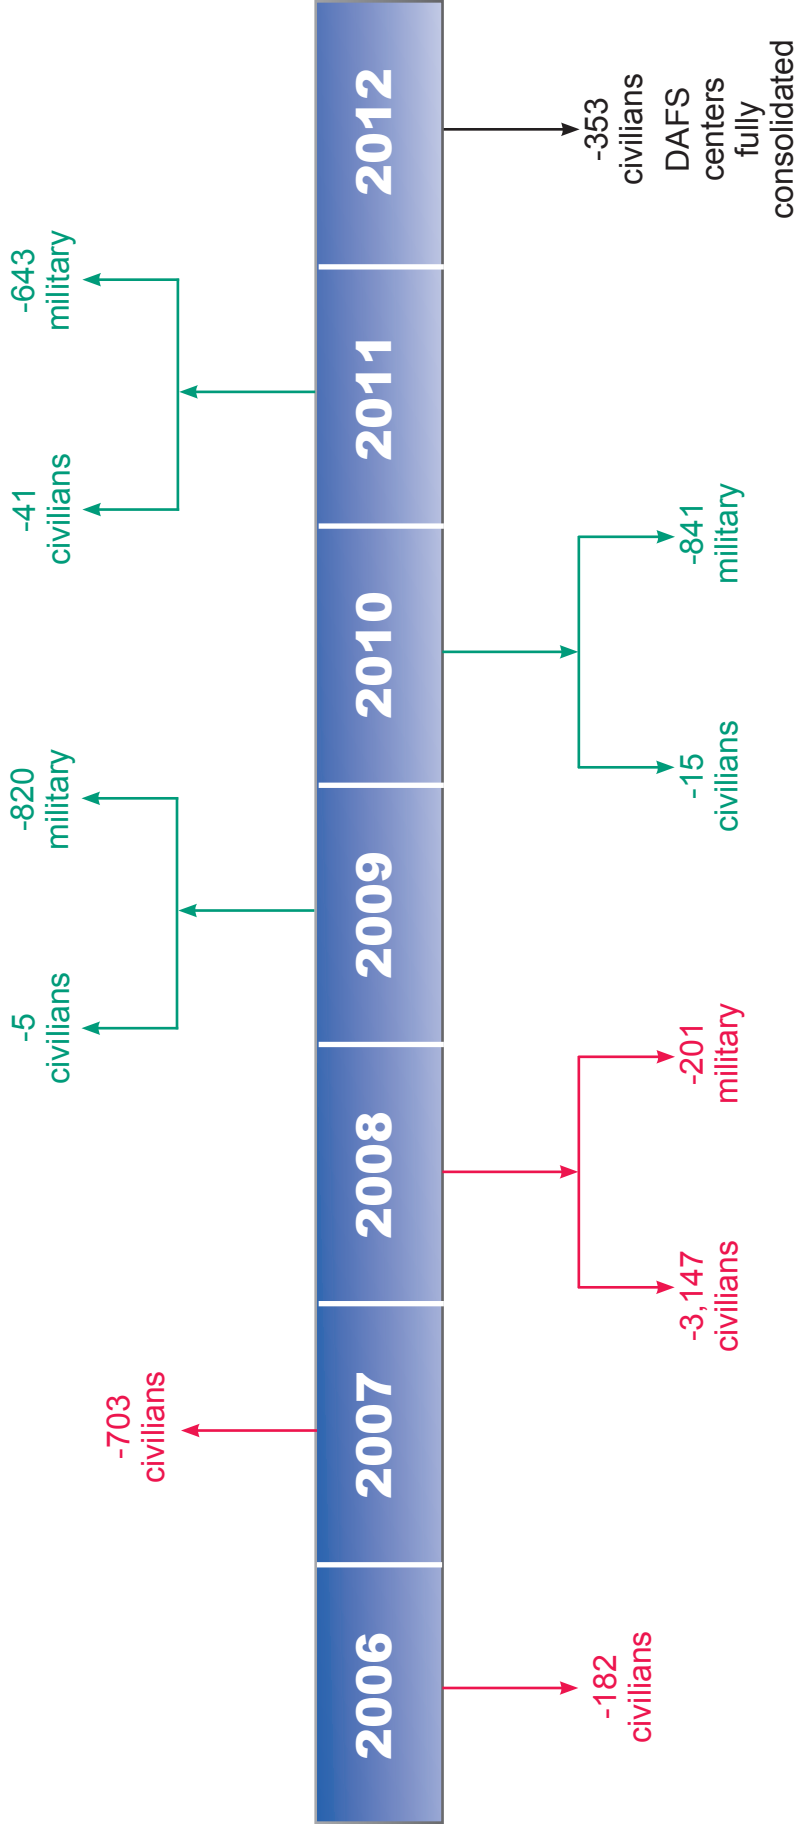 2006
2007
2008
2009
2010
2011
2012
-703
civilians
-5
civilians
-820
military
-41
civilians
-643
military
-182
civilians
-3,147
civilians
-201
military
-15
civilians
-841
military
-353
civilians
DAFS
centers
fully
consolidated